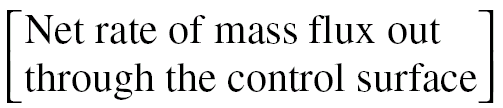 [Net rate of mass flux out
through the control surface]